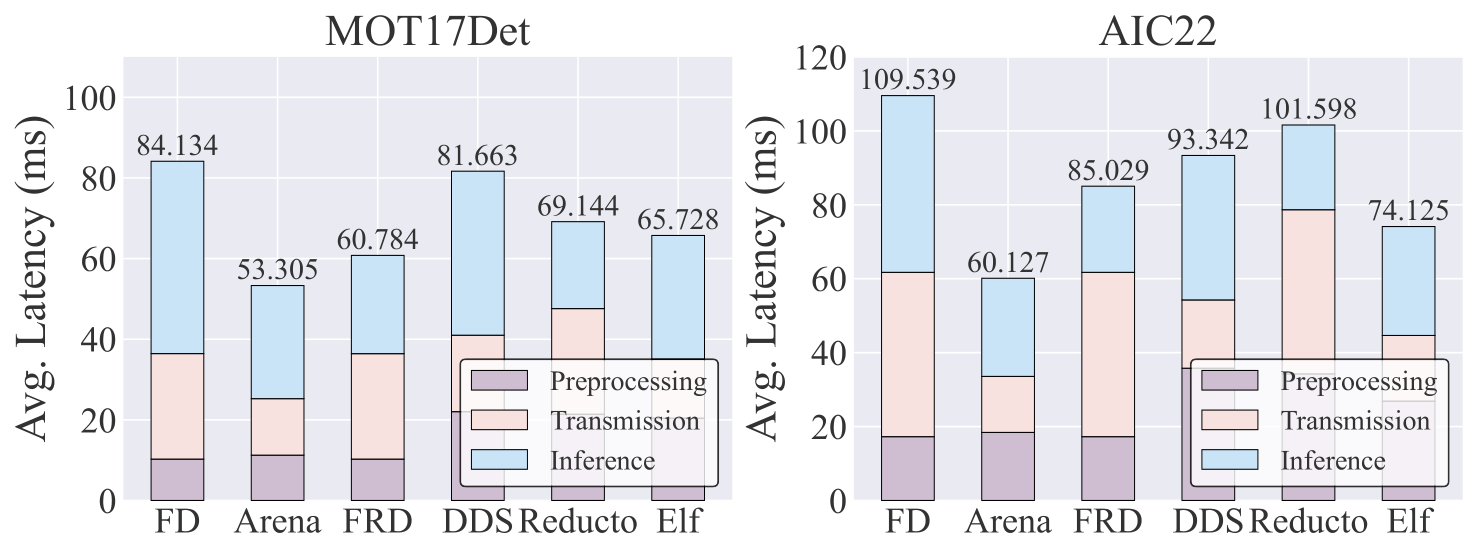 MOT17Det
Avg. Latency (ms)
100
80
60
40
20
0
84.134
53.305
60.784
81.663
69.144
65.728
Preprocessing
Transmission
Inference
FD Arena FRD DDS Reducto Elf
AIC22
Avg. Latency (ms)
120
100
80
60
40
20
0
109.539
60.127
85.029
93.342
101.598
74.125
Preprocessing
Transmission
Inference
FD Arena FRD DDS Reducto Elf